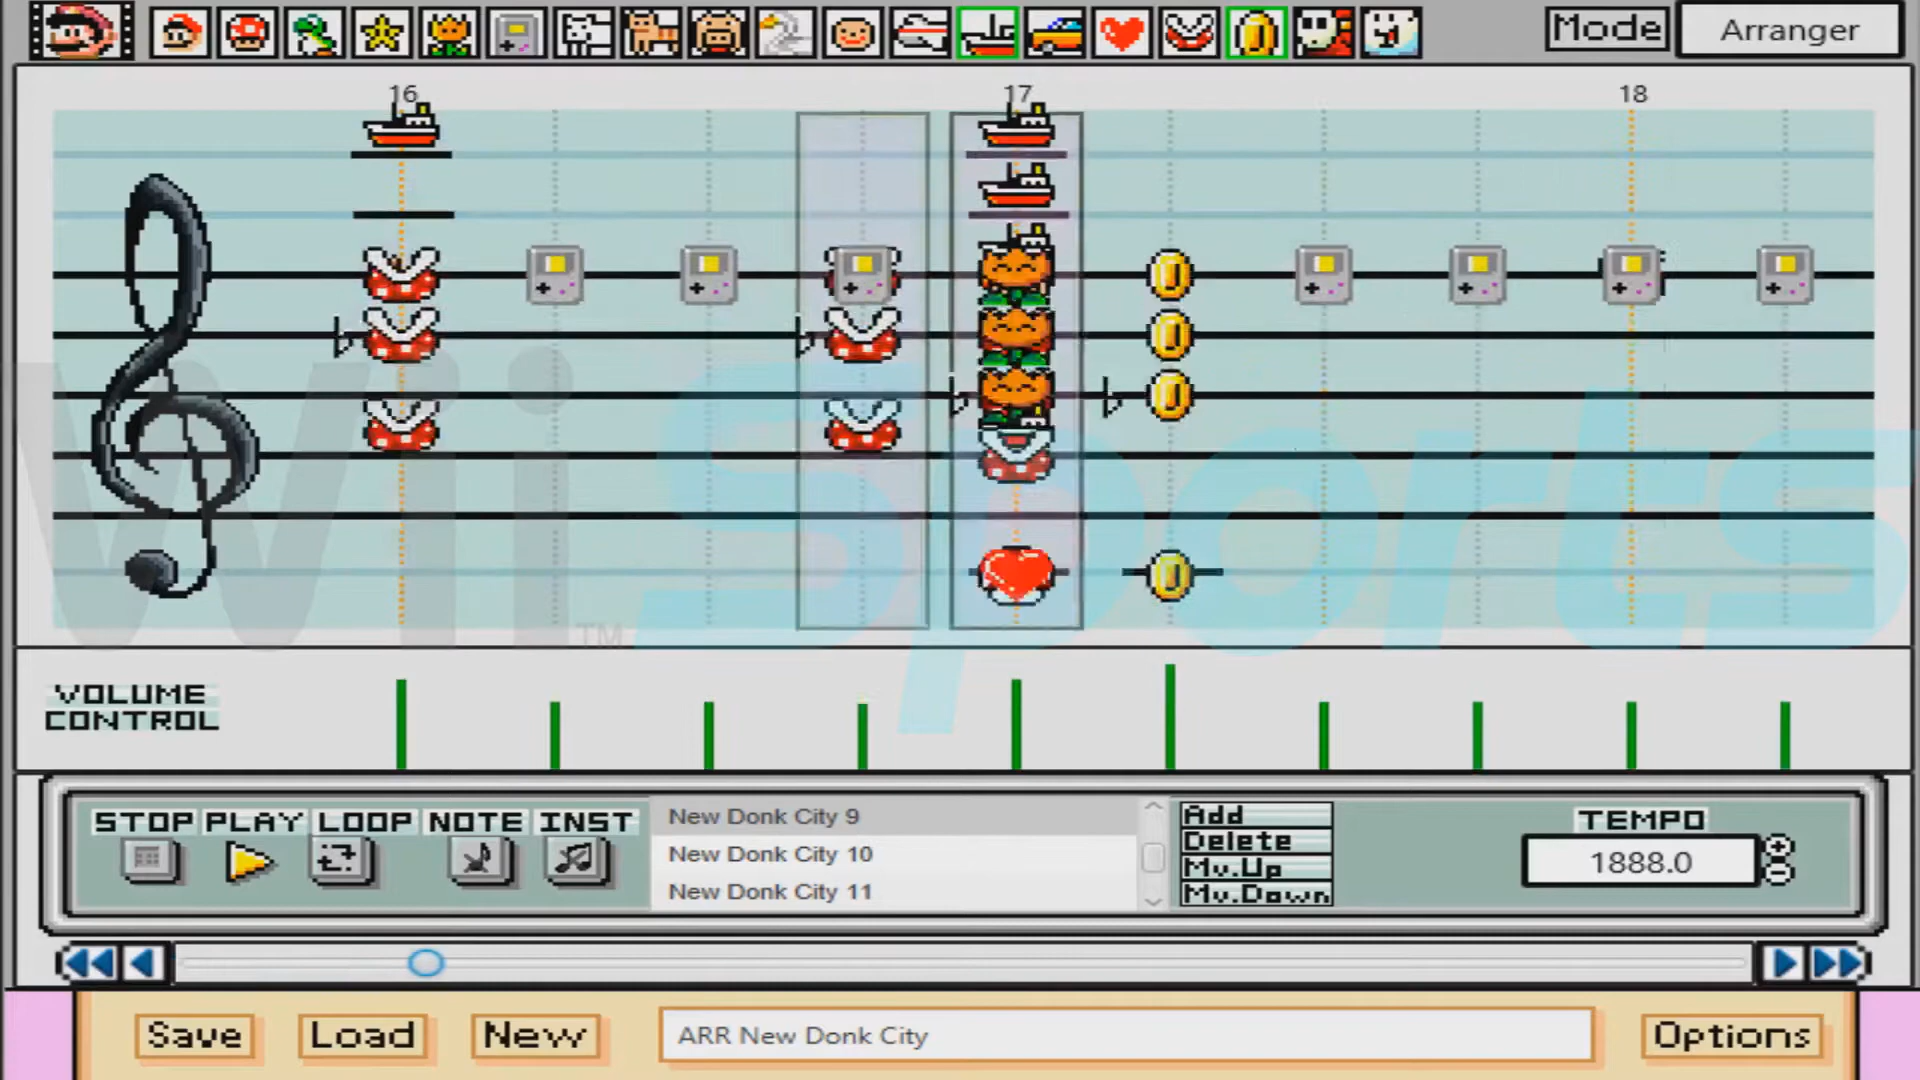 Mode Arranger
16 17 18
Wii Sports
TM
VOLUME
CONTROL
STOP PLAY LOOP NOTE INST
New Donk City 9
New Donk City 10
New Donk City 11
Add
Delete
Mv.Up
Mv.Down
TEMPO
1888.0
Save Load New ARR New Donk City Options